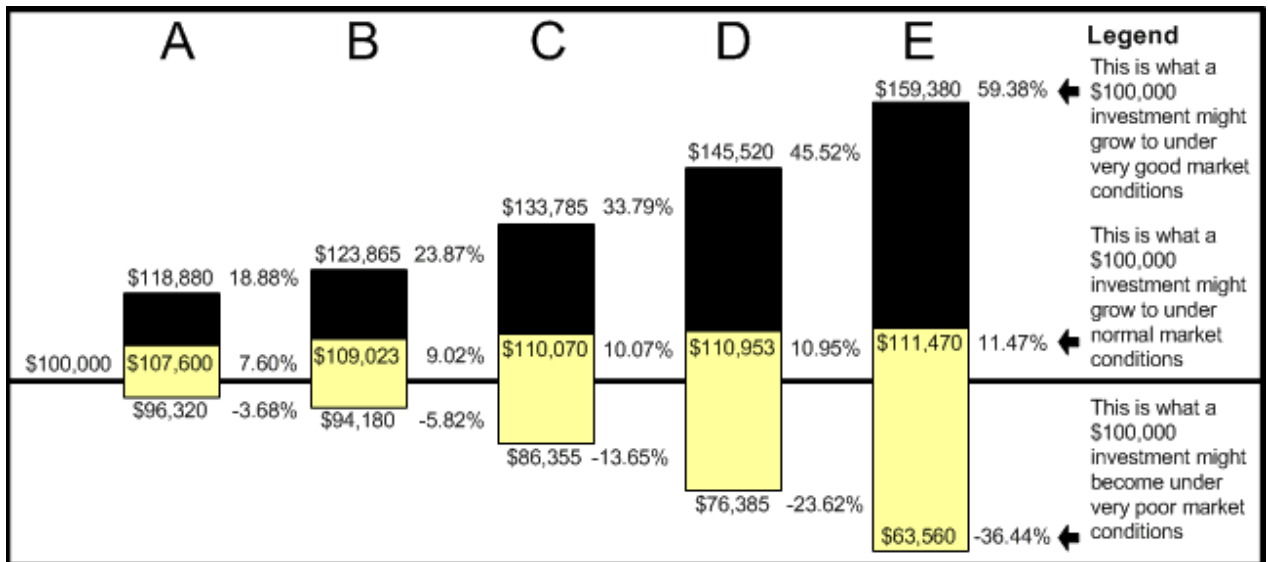 A B C D E
Legend
This is what a
$100,000
investment might
grow to under
very good market
conditions
$159,380 59.38%
$145,520 45.52%
$133,785 33.79%
$123,865 23.87%
$118,880 18.88%
This is what a
$100,000
investment might
grow to under
normal market
conditions
$100,000 $107,600 7.60% $109,023 9.02% $110,070 10.07% $110,953 10.95% $111,470 11.47%
$96,320 -3.68% $94,180 -5.82%
$86,355 -13.65%
$76,385 -23.62%
$63,560 -36.44%
This is what a
$100,000
investment might
become under
very poor market
conditions